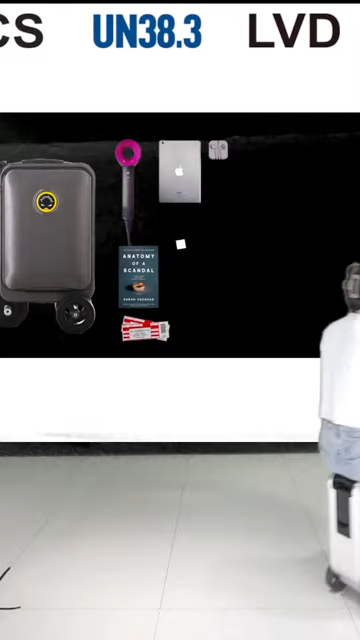 CS UN38.3 LVD
ANATOMY
OF A
SCANDAL
SARAH VAUGHAN